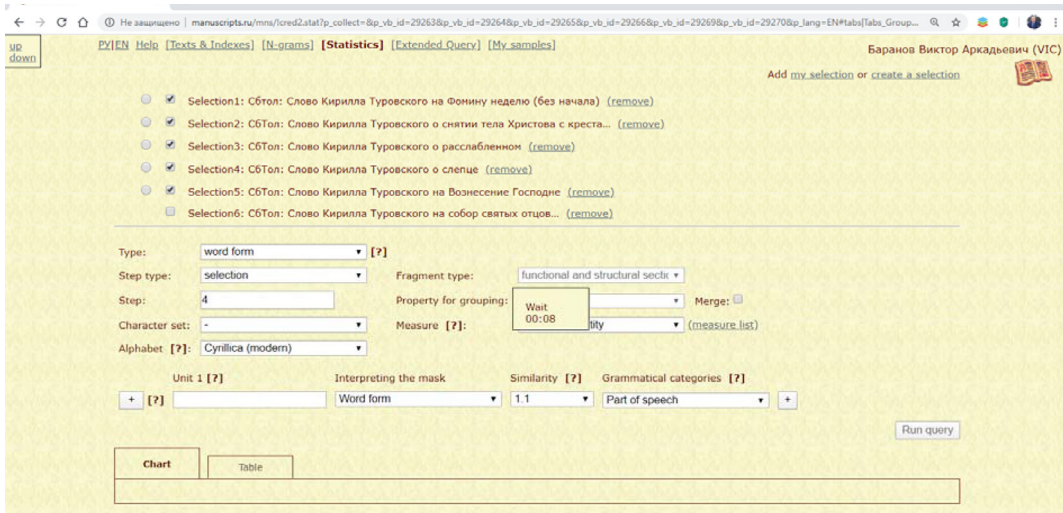 Не защищено | manuscripts.ru/mns/lcred2.stat?p_collect=&p_vb_id=29263&p_vb_id=29264&p_vb_id=29265&p_vb_id=29266&p_vb_id=29269&p_vb_id=29270&p_lang=EN#tabs|Tabs_Group...
up
down
РУ|EN Help [Texts & Indexes] [N-grams] [Statistics] [Extended Query] [My samples]
Баранов Виктор Аркадьевич (VIC)
Add my selection or create a selection
Selection1: Сбтол: Слово Кирилла Туровского на Фомину неделю (без начала) (remove)
Selection2: СбТол: Слово Кирилла Туровского о снятии тела Христова с креста... (remove)
Selection3: СбТол: Слово Кирилла Туровского о расслабленном (remove)
Selection4: СбТол: Слово Кирилла Туровского о слепце (remove)
Selection5: СбТол: Слово Кирилла Туровского на Вознесение Господне (remove)
Selection6: СбТол: Слово Кирилла Туровского на собор святых отцов... (remove)
Type: word form [?]
Step type: selection Fragment type: functional and structural sectic
Step: 4 Property for grouping: Merge:
Wait
00:08
Character set: - Measure [?]: tity (measure list)
Alphabet [?]: Cyrillica (modern)
Unit 1 [?] Interpreting the mask Similarity [?] Grammatical categories [?]
+ [?] Word form 1.1 Part of speech +
Run query
Chart Table